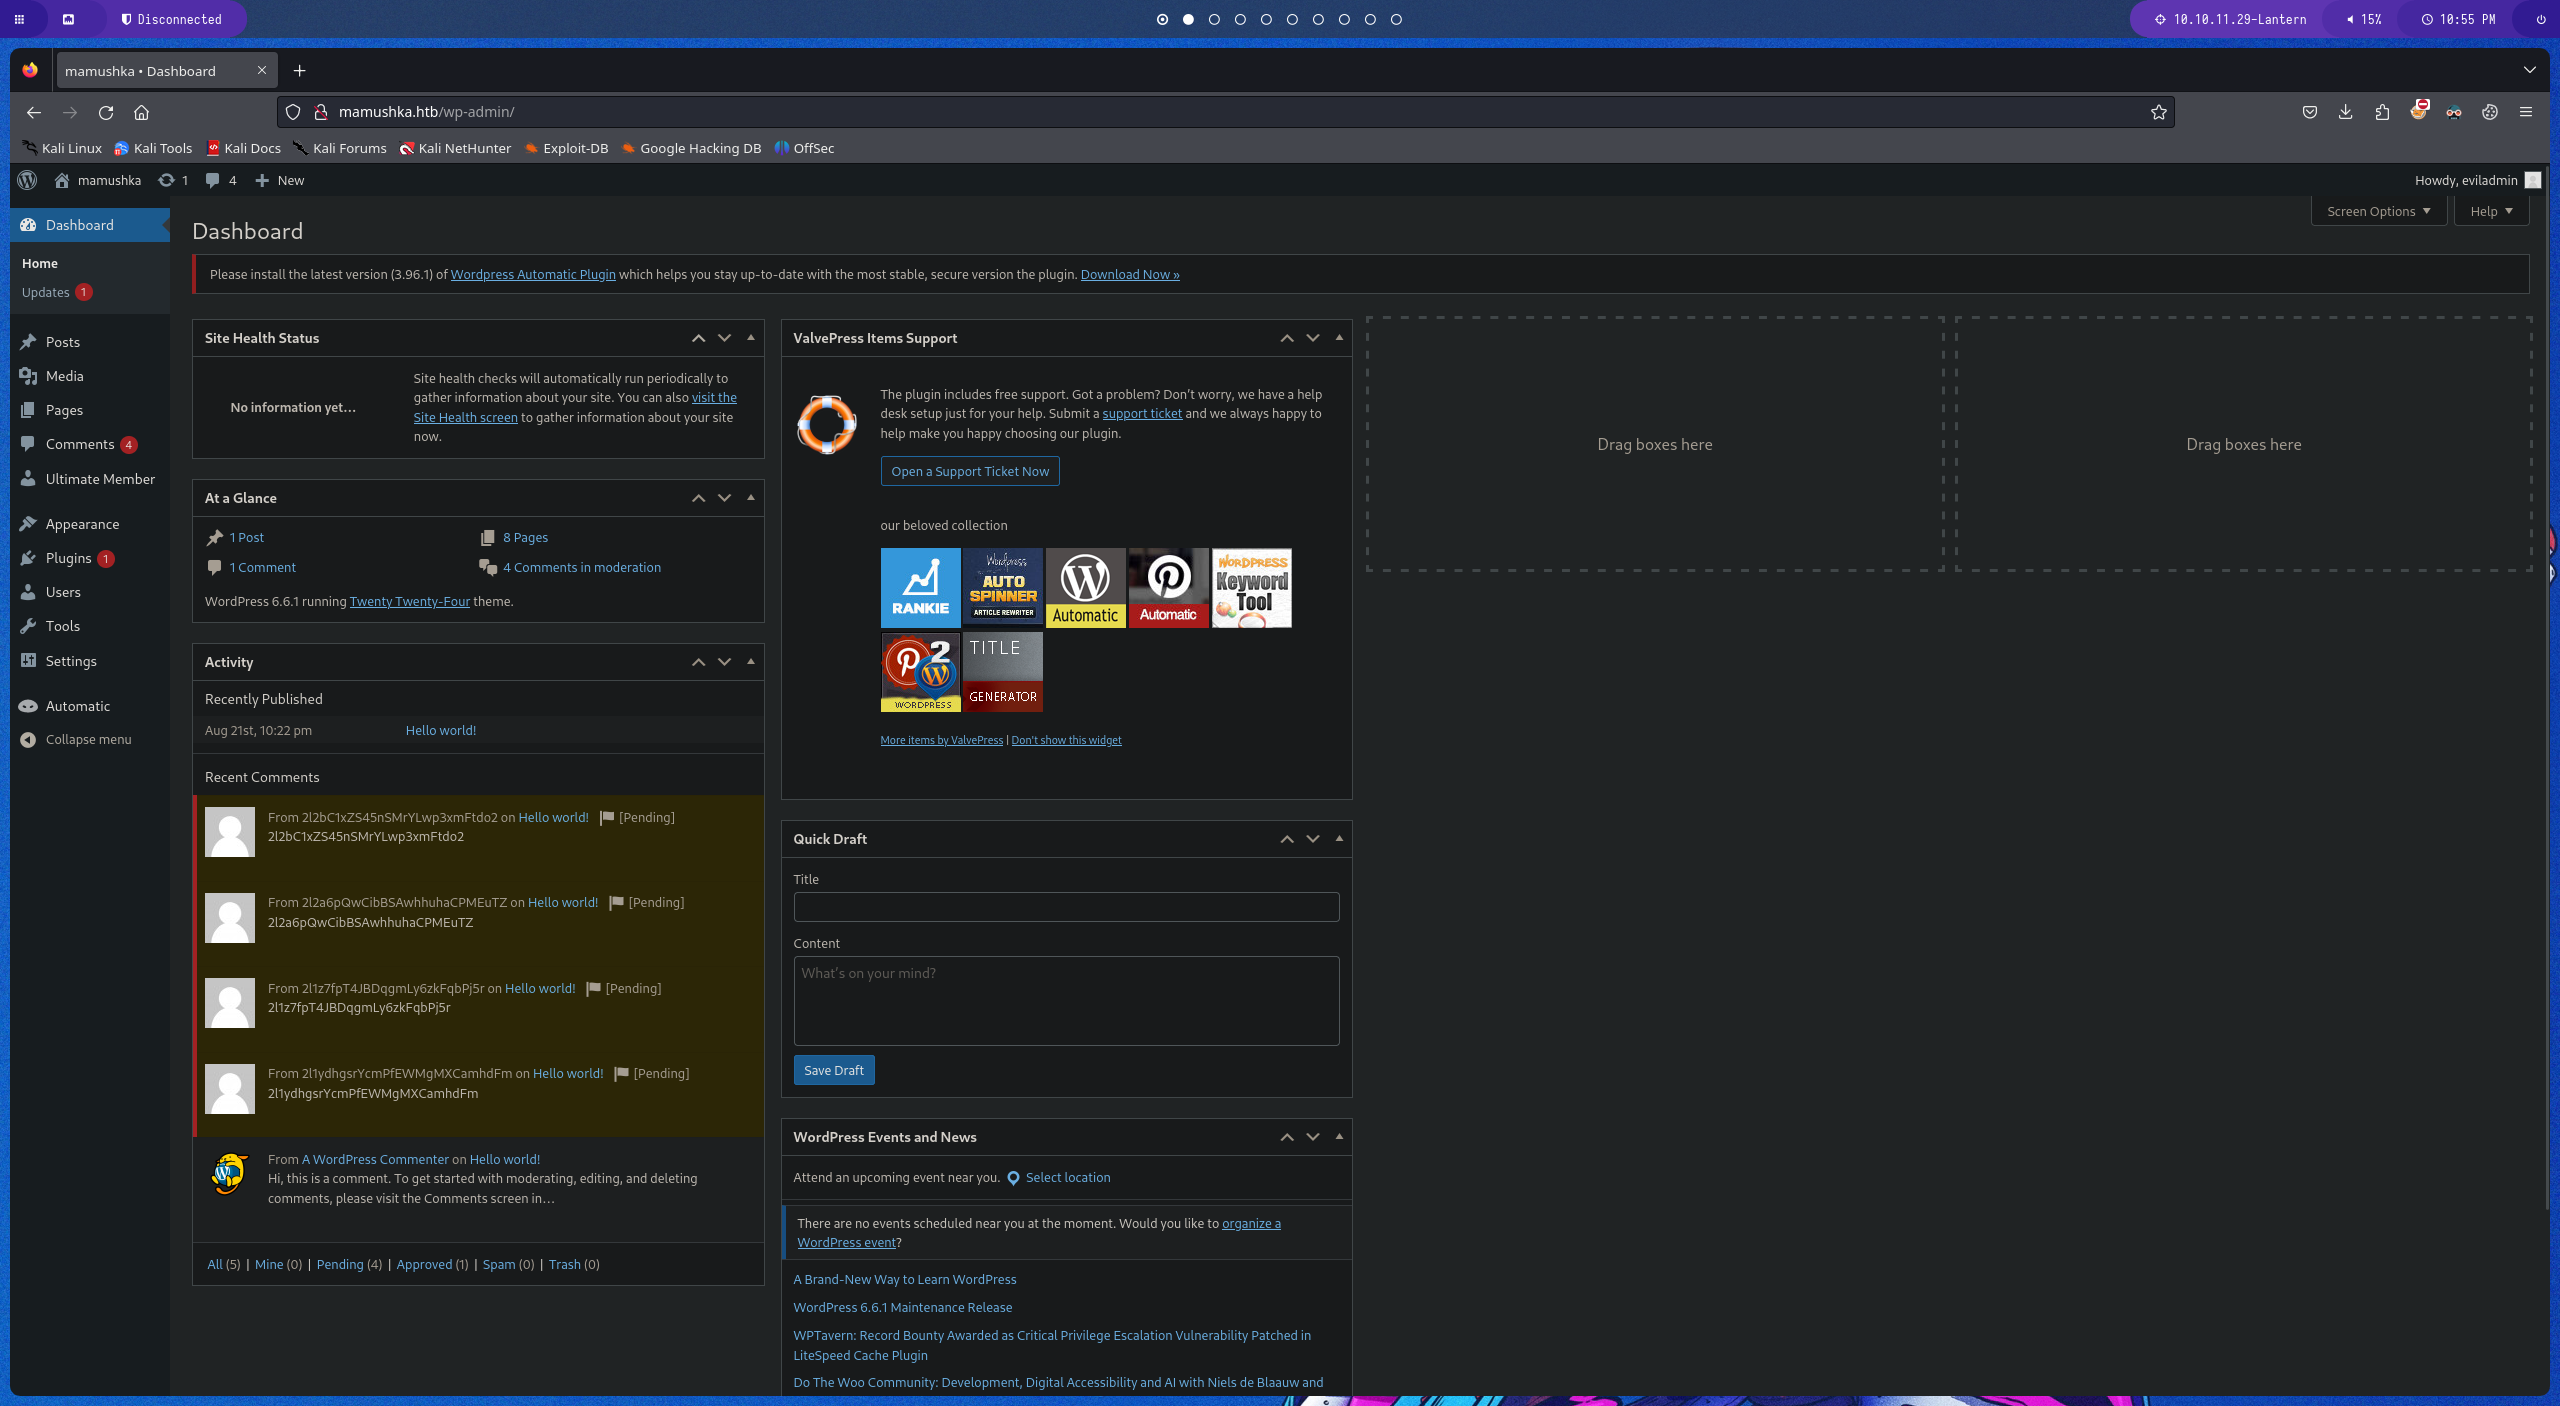 Disconnected
10.10.11.29-Lantern
15%
10:55 PM
mamushka • Dashboard
mamushka.htb/wp-admin/
Kali Linux
Kali Tools
Kali Docs
Kali Forums
Kali NetHunter
Exploit-DB
Google Hacking DB
OffSec
mamushka
1
4
New
Howdy, eviladmin
Screen Options
Help
Dashboard
Home
Updates 1
Posts
Media
Pages
Comments 4
Ultimate Member
Appearance
Plugins 1
Users
Tools
Settings
Automatic
Collapse menu
Dashboard
Please install the latest version (3.96.1) of Wordpress Automatic Plugin which helps you stay up-to-date with the most stable, secure version the plugin. Download Now »
Site Health Status
No information yet...
Site health checks will automatically run periodically to
gather information about your site. You can also visit the
Site Health screen to gather information about your site
now.
At a Glance
1 Post
8 Pages
1 Comment
4 Comments in moderation
WordPress 6.6.1 running Twenty Twenty-Four theme.
Activity
Recently Published
Aug 21st, 10:22 pm
Hello world!
Recent Comments
From 2l2bC1xZS45nSMrYLwp3xmFtdo2 on Hello world! [Pending]
2l2bC1xZS45nSMrYLwp3xmFtdo2
From 2l2a6pQwCibBSAwhhuhaCPMEuTZ on Hello world! [Pending]
2l2a6pQwCibBSAwhhuhaCPMEuTZ
From 2l1z7fpT4JBDqgmLy6zkFqbPj5r on Hello world! [Pending]
2l1z7fpT4JBDqgmLy6zkFqbPj5r
From 2l1ydhgsrYcmPfEWMgMXCamhdFm on Hello world! [Pending]
2l1ydhgsrYcmPfEWMgMXCamhdFm
From A WordPress Commenter on Hello world!
Hi, this is a comment. To get started with moderating, editing, and deleting
comments, please visit the Comments screen in…
All (5) | Mine (0) | Pending (4) | Approved (1) | Spam (0) | Trash (0)
ValvePress Items Support
The plugin includes free support. Got a problem? Don't worry, we have a help
desk setup just for your help. Submit a support ticket and we always happy to
help make you happy choosing our plugin.
Open a Support Ticket Now
our beloved collection
RANKIE
Wordpress
AUTO
SPINNER
ARTICLE REWRITER
Automatic
Automatic
WORDPRESS
Keyword
Tool
2
WORDPRESS
TITLE
GENERATOR
More items by ValvePress | Don't show this widget
Quick Draft
Title
Content
What's on your mind?
Save Draft
WordPress Events and News
Attend an upcoming event near you. Select location
There are no events scheduled near you at the moment. Would you like to organize a
WordPress event?
A Brand-New Way to Learn WordPress
WordPress 6.6.1 Maintenance Release
WPTavern: Record Bounty Awarded as Critical Privilege Escalation Vulnerability Patched in
LiteSpeed Cache Plugin
Do The Woo Community: Development, Digital Accessibility and AI with Niels de Blaauw and
Drag boxes here
Drag boxes here